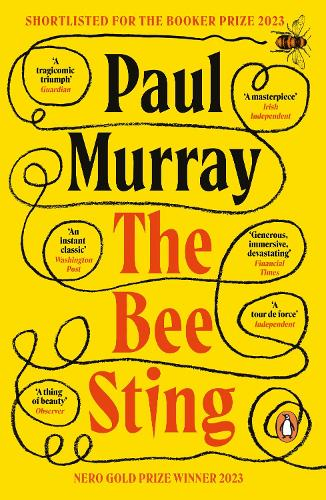 SHORTLISTED FOR THE BOOKER PRIZE 2023
'A
tragicomic
triumph'
Guardian
Paul
Murray
'A masterpiece'
Irish
Independent
'An
instant
classic'
Washington
Post
The
Bee
Sting
'Generous,
immersive,
devastating'
Financial
Times
'A
tour de force'
Independent
'A thing
of beauty'
Observer
NERO GOLD PRIZE WINNER 2023